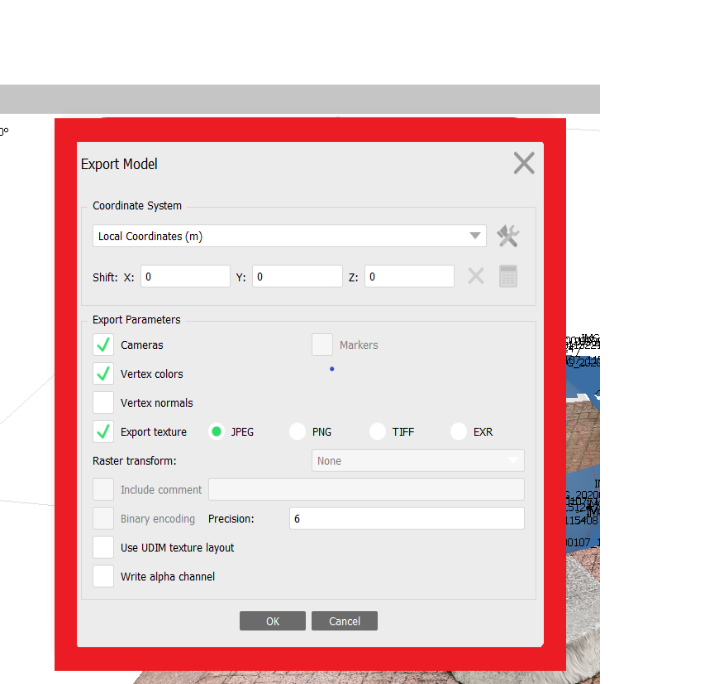 Export Model
Coordinate System
Local Coordinates (m)
Shift: X: 0 Y: 0 Z: 0
Export Parameters
Cameras Markers
Vertex colors
Vertex normals
Export texture JPEG PNG TIFF EXR
Raster transform: None
Include comment
Binary encoding Precision: 6
Use UDIM texture layout
Write alpha channel
OK Cancel